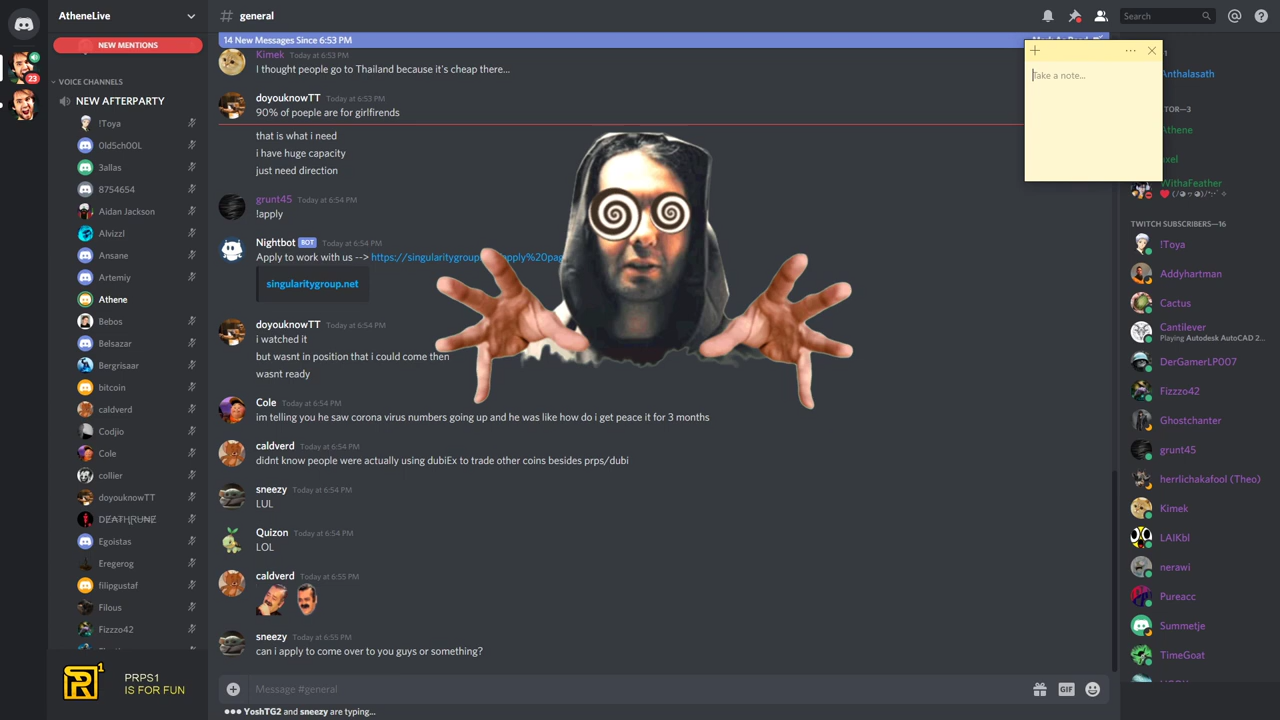 AtheneLive
NEW MENTIONS
23
VOICE CHANNELS
NEW AFTERPARTY
!Toya
0ld5ch00L
3allas
8754654
Aidan Jackson
Alvizzl
Ansane
Artemiy
Athene
Bebos
Belsazar
Bergrisaar
bitcoin
caldverd
Codjio
Cole
collier
doyouknowTT
DEATHRUNE
Egoistas
Eregerog
filipgustaf
Filous
Fizzzo42
PRPS1
IS FOR FUN
# general
Search
14 New Messages Since 6:53 PM
Kimek Today at 6:53 PM
I thought people go to Thailand because it's cheap there...
doyouknowTT Today at 6:53 PM
90% of poeple are for girlfirends
that is what i need
i have huge capacity
just need direction
grunt45 Today at 6:54 PM
!apply
Nightbot BOT Today at 6:54 PM
Apply to work with us --> https://singularitygroup
singularitygroup.net
doyouknowTT Today at 6:54 PM
i watched it
but wasnt in position that i could come then
wasnt ready
Cole Today at 6:54 PM
im telling you he saw corona virus numbers going up and he was like how do i get peace it for 3 months
caldverd Today at 6:54 PM
didnt know people were actually using dubiEx to trade other coins besides prps/dubi
sneezy Today at 6:54 PM
LUL
Quizon Today at 6:54 PM
LOL
caldverd Today at 6:55 PM
sneezy Today at 6:55 PM
can i apply to come over to you guys or something?
Message #general
GIF
YoshTG2 and sneezy are typing...
Take a note...
Anthalasath
TOR—3
Athene
xel
WithaFeather
TWITCH SUBSCRIBERS—16
!Toya
Addyhartman
Cactus
Cantilever
Playing Autodesk AutoCAD 2...
DerGamerLP007
Fizzzo42
Ghostchanter
grunt45
herrlichakafool (Theo)
Kimek
LAIKbl
nerawi
Pureacc
Summetje
TimeGoat